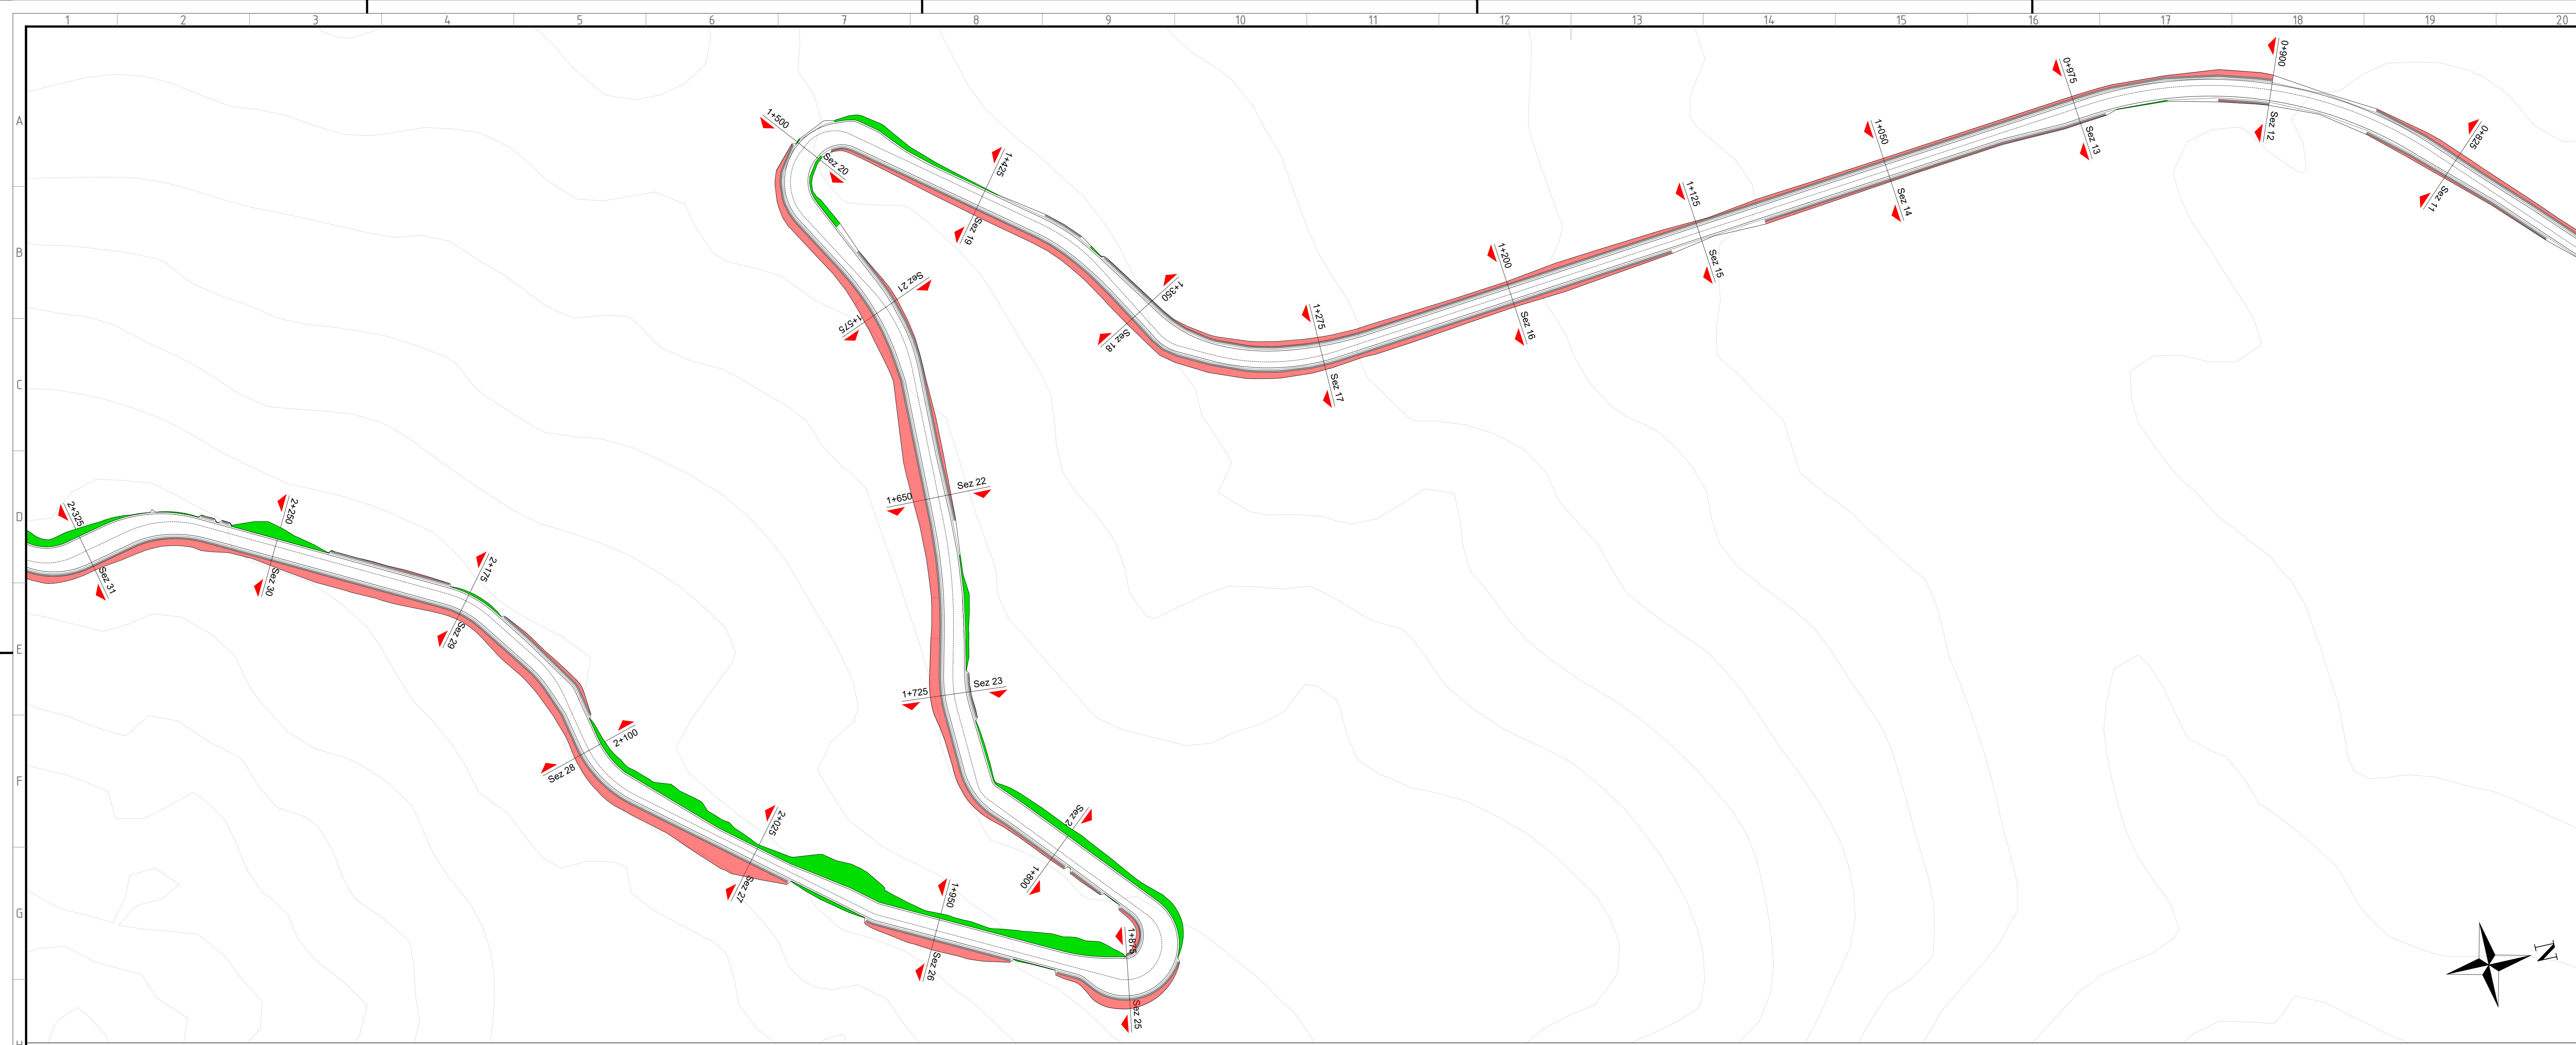 1 2 3 4 5 6 7 8 9 10 11 12 13 14 15 16 17 18 19 20
A
B
C
D
E
F
G
H
0+825
Sez 11
0+900
Sez 12
0+975
Sez 13
1+050
Sez 14
1+125
Sez 15
1+200
Sez 16
1+275
Sez 17
1+350
Sez 18
1+425
Sez 19
1+500
Sez 20
Sez 21
1+575
1+650
Sez 22
1+725
Sez 23
Sez 2
1+800
1+875
Sez 25
1+950
Sez 26
2+025
Sez 27
2+100
Sez 28
2+175
Sez 29
2+250
Sez 30
2+325
Sez 31
N